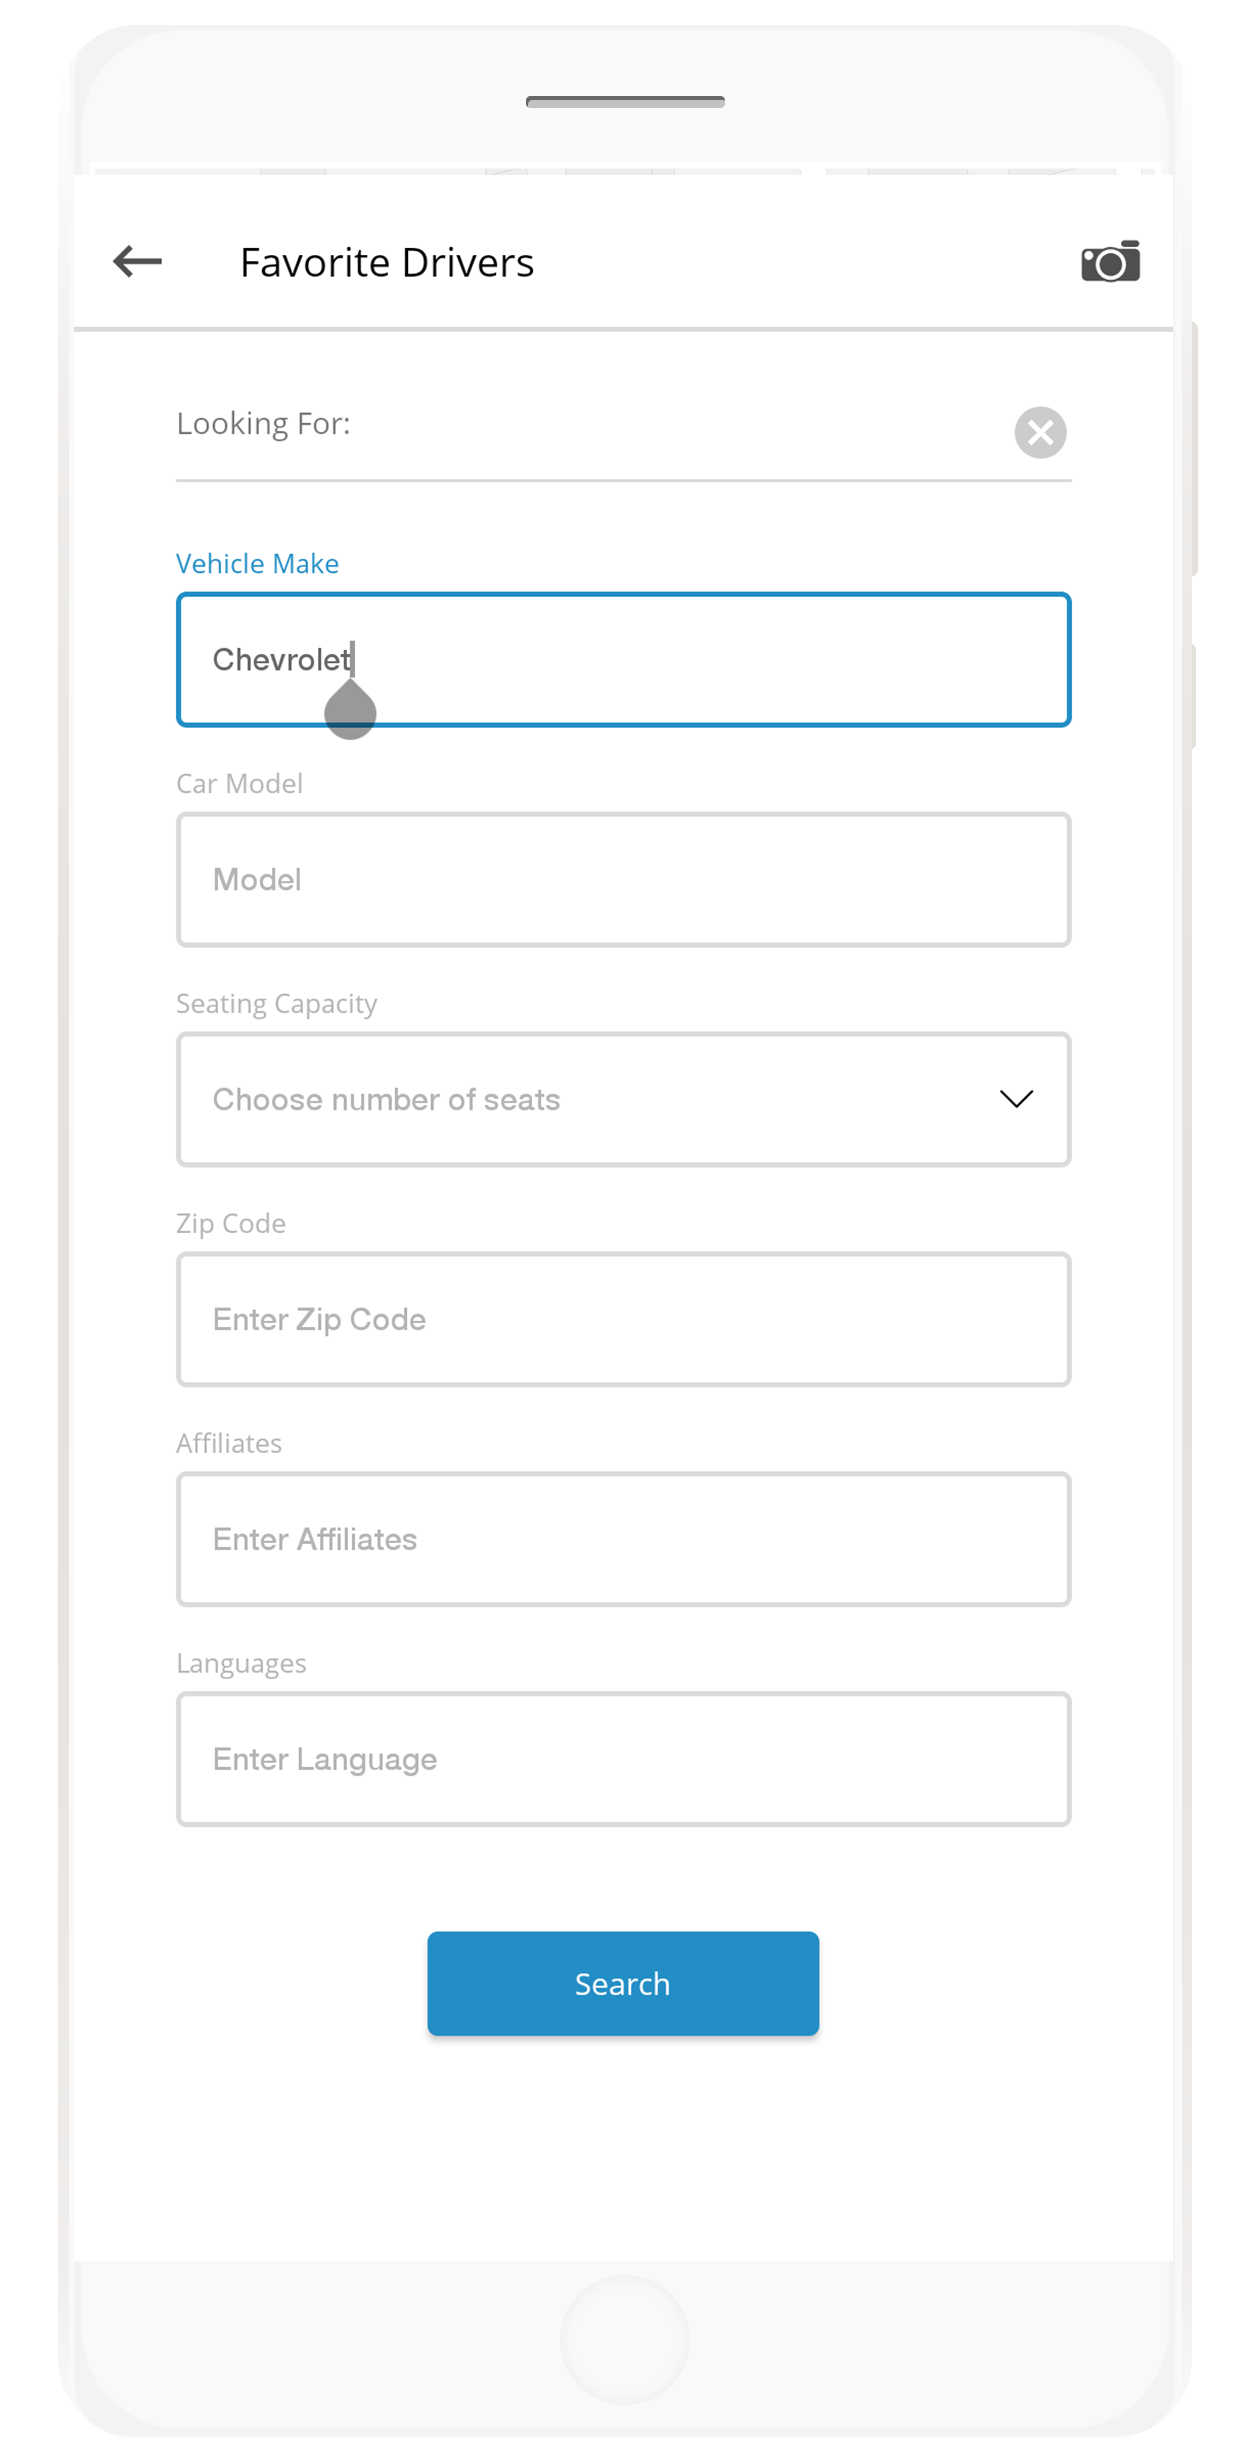 Favorite Drivers
Looking For:
Vehicle Make
Chevrolet
Car Model
Model
Seating Capacity
Choose number of seats
Zip Code
Enter Zip Code
Affiliates
Enter Affiliates
Languages
Enter Language
Search